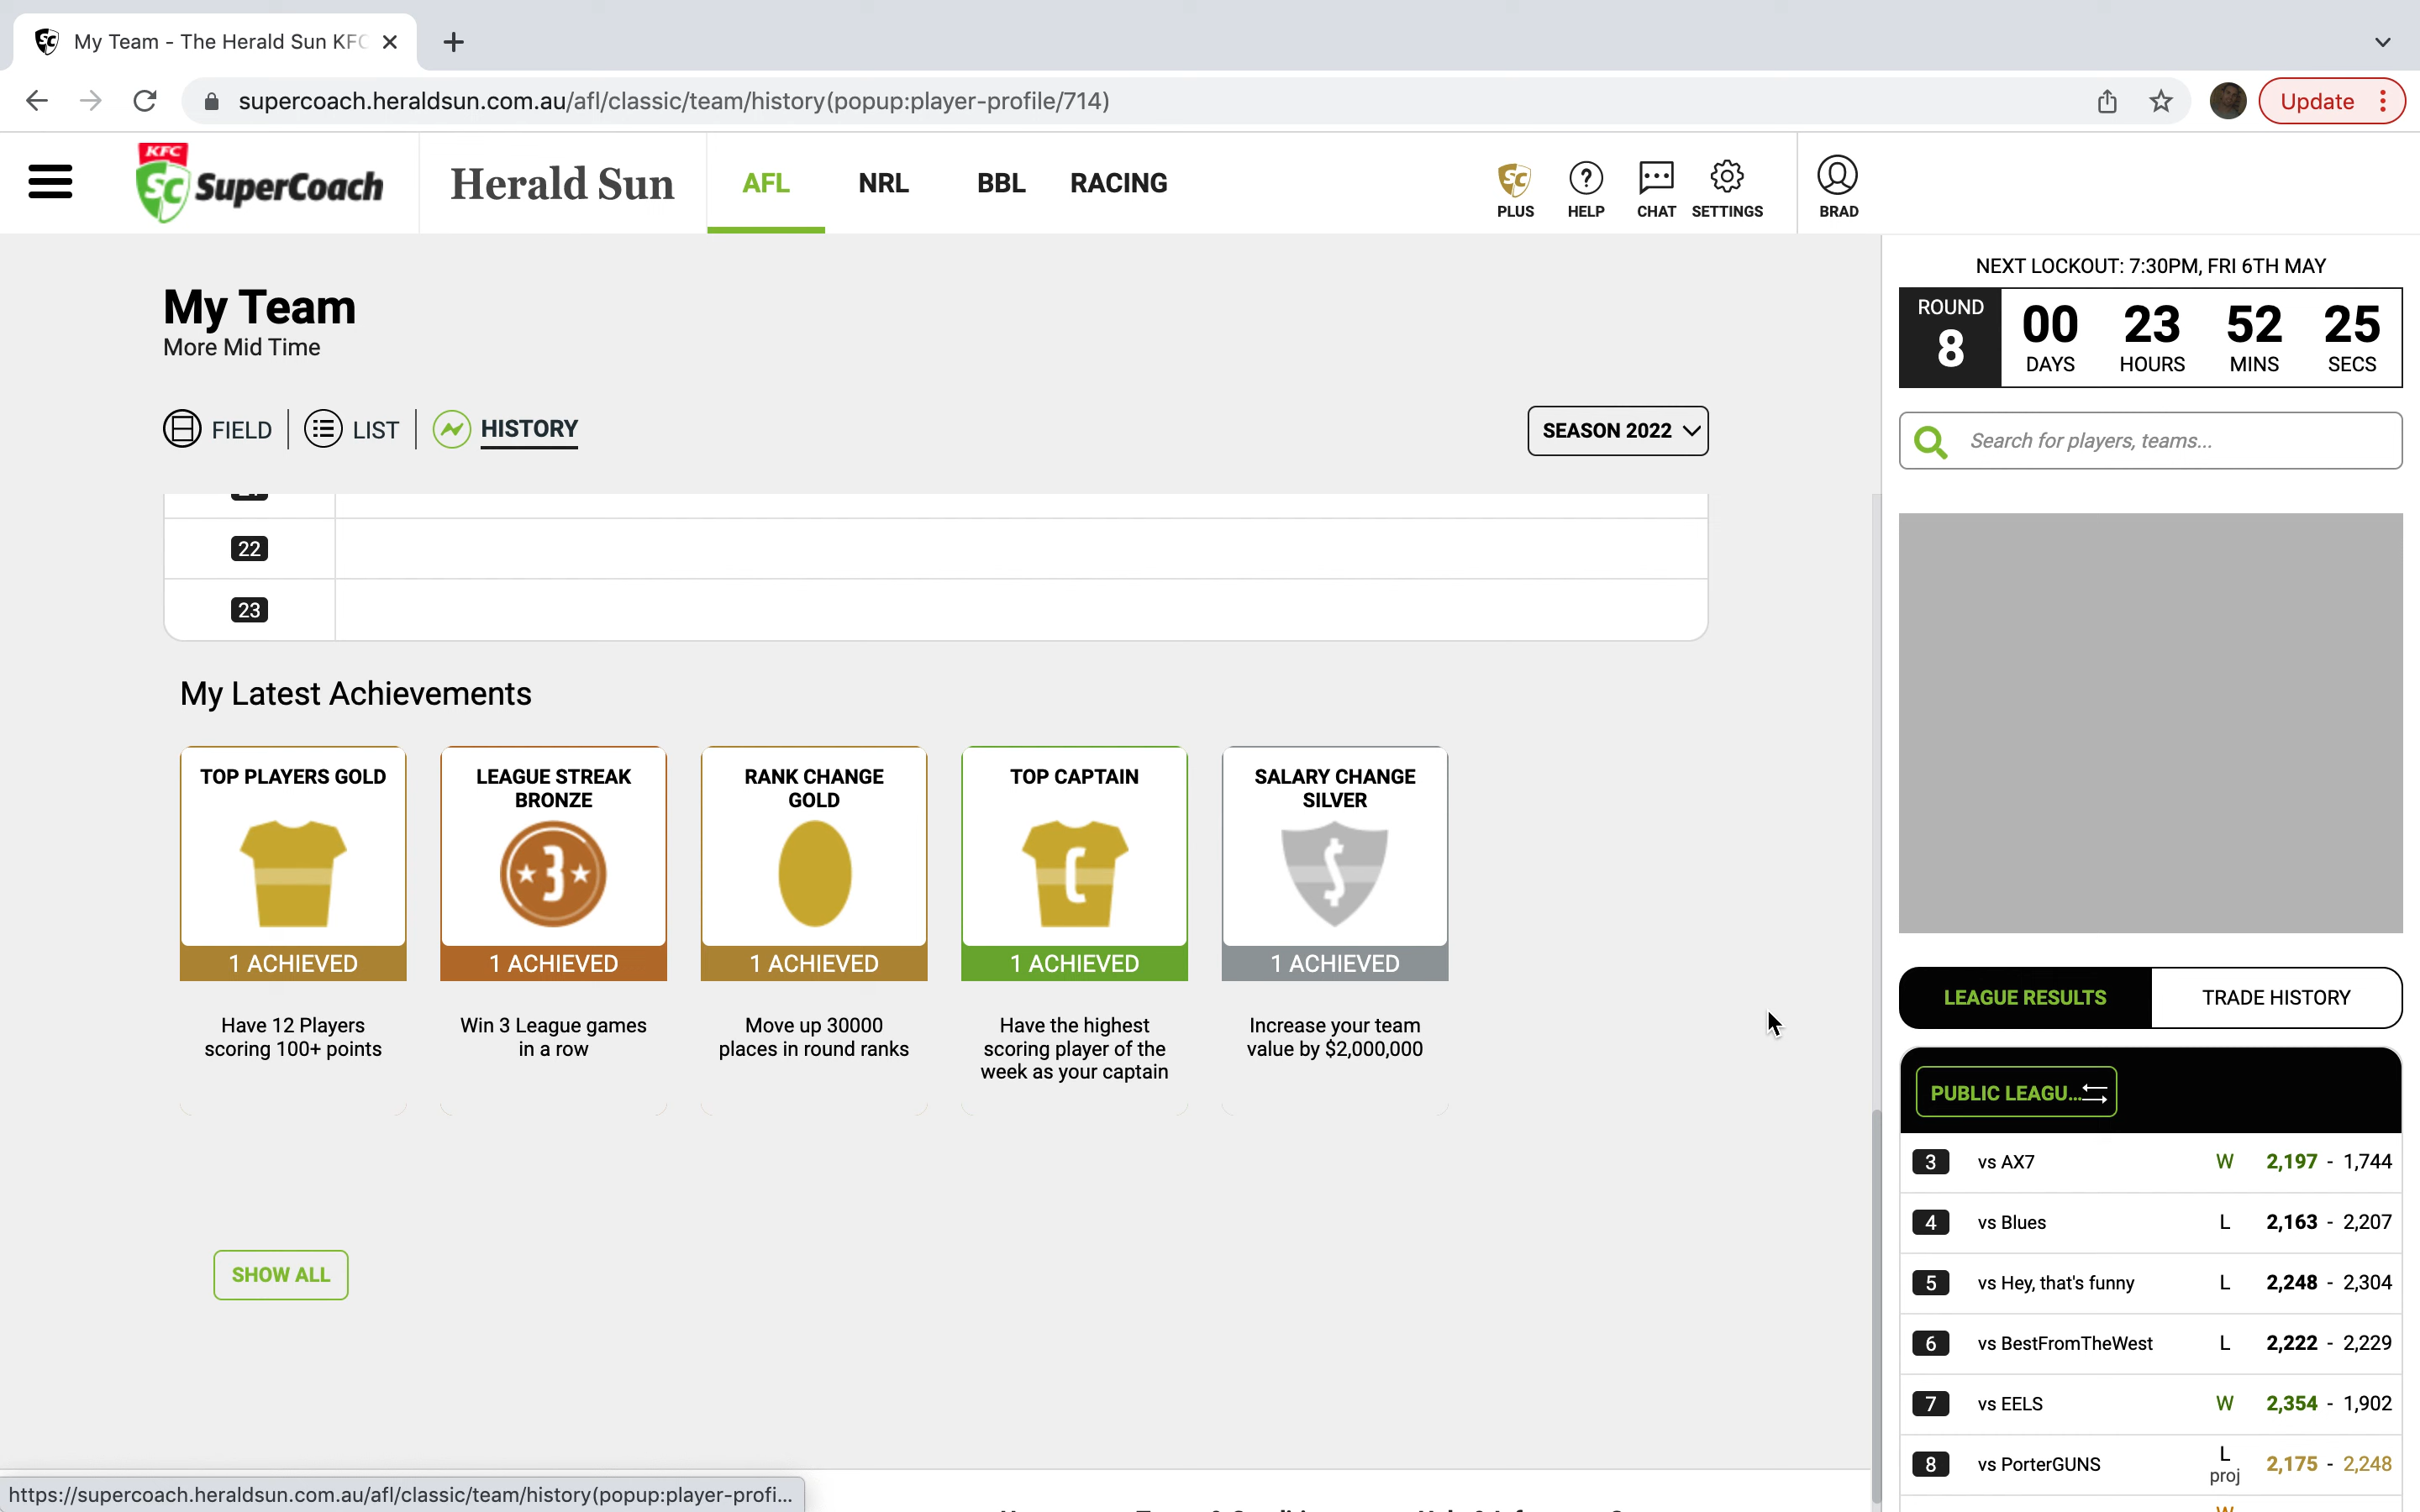 My Team - The Herald Sun KFC
supercoach.heraldsun.com.au/afl/classic/team/history(popup:player-profile/714)
Update
KFC
SC SuperCoach
Herald Sun
AFL
NRL
BBL
RACING
SC
PLUS
HELP
CHAT
SETTINGS
BRAD
My Team
More Mid Time
FIELD
LIST
HISTORY
SEASON 2022
22
23
My Latest Achievements
TOP PLAYERS GOLD
1 ACHIEVED
Have 12 Players
scoring 100+ points
LEAGUE STREAK
BRONZE
3
1 ACHIEVED
Win 3 League games
in a row
RANK CHANGE
GOLD
1 ACHIEVED
Move up 30000
places in round ranks
TOP CAPTAIN
C
1 ACHIEVED
Have the highest
scoring player of the
week as your captain
SALARY CHANGE
SILVER
$
1 ACHIEVED
Increase your team
value by $2,000,000
SHOW ALL
NEXT LOCKOUT: 7:30PM, FRI 6TH MAY
ROUND
8
00
DAYS
23
HOURS
52
MINS
25
SECS
Search for players, teams...
LEAGUE RESULTS
TRADE HISTORY
PUBLIC LEAGU...
3 vs AX7 W 2,197 - 1,744
4 vs Blues L 2,163 - 2,207
5 vs Hey, that's funny L 2,248 - 2,304
6 vs BestFromTheWest L 2,222 - 2,229
7 vs EELS W 2,354 - 1,902
8 vs PorterGUNS L proj 2,175 - 2,248
https://supercoach.heraldsun.com.au/afl/classic/team/history(popup:player-profi...